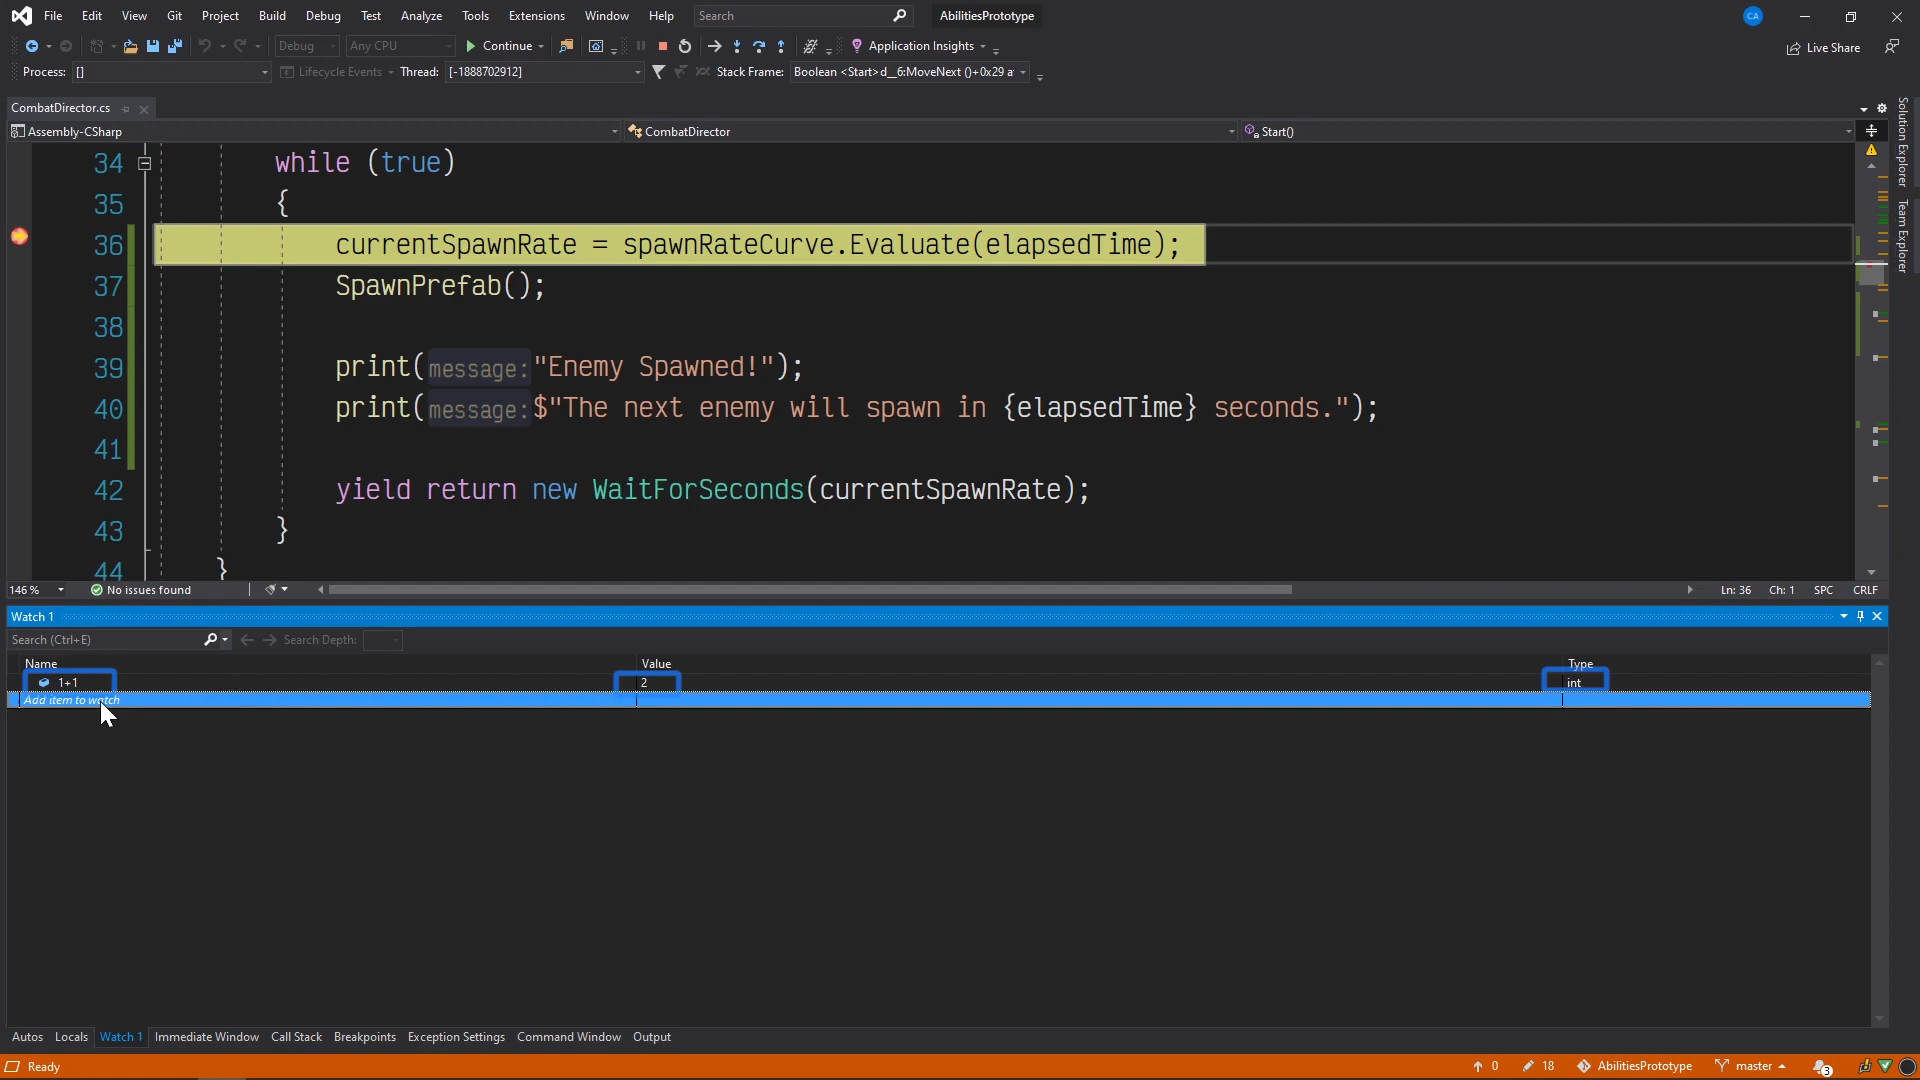 File Edit View Git Project Build Debug Test Analyze Tools Extensions Window Help Search AbilitiesPrototype CA
Debug Any CPU Continue Application Insights Live Share
Process: [] Lifecycle Events Thread: [-1888702912] Stack Frame: Boolean <Start>d__6:MoveNext ()+0x29 a
CombatDirector.cs
Assembly-CSharp CombatDirector Start()
34 while (true)
35 {
36 currentSpawnRate = spawnRateCurve.Evaluate(elapsedTime);
37 SpawnPrefab();
38
39 print(message:"Enemy Spawned!");
40 print(message:$"The next enemy will spawn in {elapsedTime} seconds.");
41
42 yield return new WaitForSeconds(currentSpawnRate);
43 }
44 }
146 % No issues found Ln: 36 Ch: 1 SPC CRLF
Watch 1
Search (Ctrl+E) Search Depth:
Name Value Type
1+1 2 int
Add item to watch
Autos Locals Watch 1 Immediate Window Call Stack Breakpoints Exception Settings Command Window Output
Ready 0 18 AbilitiesPrototype master 3
Solution Explorer
Team Explorer